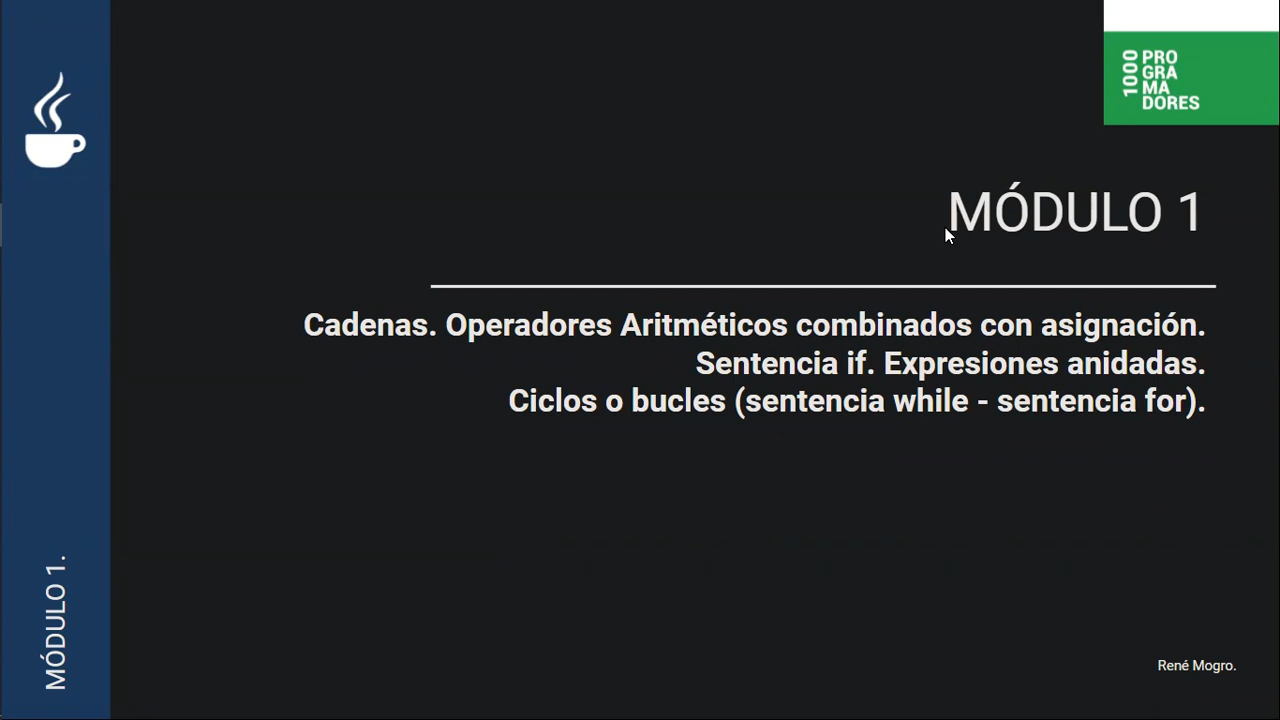 1000
PRO
GRA
MA
DORES
MÓDULO 1
Cadenas. Operadores Aritméticos combinados con asignación.
Sentencia if. Expresiones anidadas.
Ciclos o bucles (sentencia while - sentencia for).
MÓDULO 1.
René Mogro.